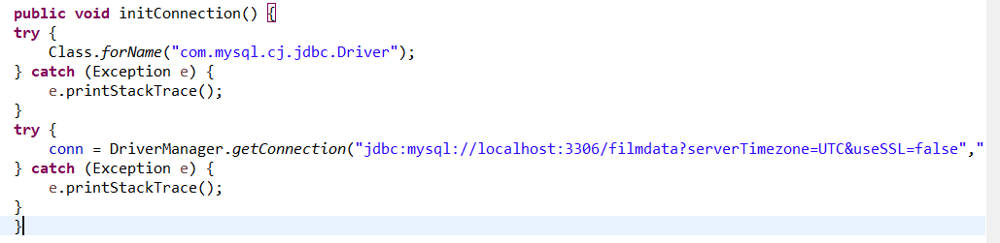 public void initConnection() {
try {
    Class.forName("com.mysql.cj.jdbc.Driver");
} catch (Exception e) {
    e.printStackTrace();
}
try {
    conn = DriverManager.getConnection("jdbc:mysql://localhost:3306/filmdata?serverTimezone=UTC&useSSL=false","
} catch (Exception e) {
    e.printStackTrace();
}
}